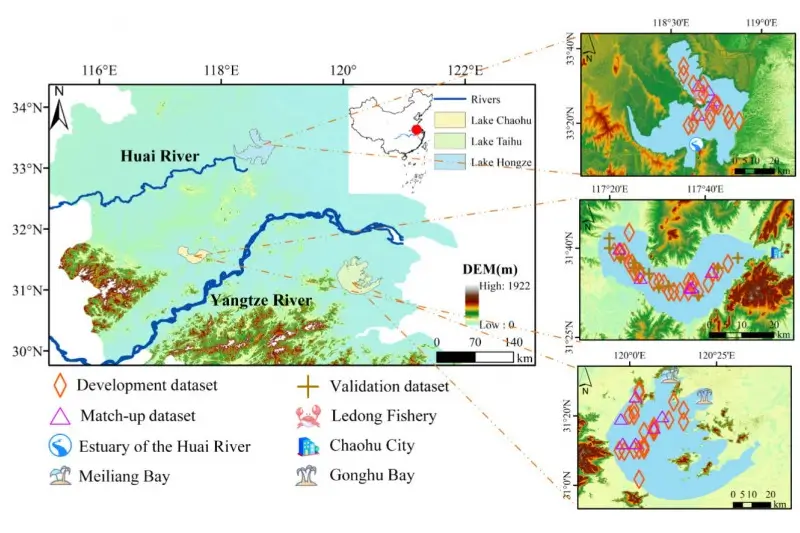 116°E
118°E
120°
122°E
34°N
33°N
32°N
31°N
30°N
N
Huai River
Yangtze River
Rivers
Lake Chaohu
Lake Taihu
Lake Hongze
DEM(m)
High: 1922
Low : 0
0 70 140
km
118°30'E
119°0'E
33°40'
33°20'
N
0 5 10 20
km
117°20'E
117°40'E
31°40'N
31°25'N
N
0 5 10 20
km
120°0'E
120°25'E
31°20'N
31°0'N
N
0 5 10 20
km
Development dataset
Validation dataset
Match-up dataset
Ledong Fishery
Estuary of the Huai River
Chaohu City
Meiliang Bay
Gonghu Bay